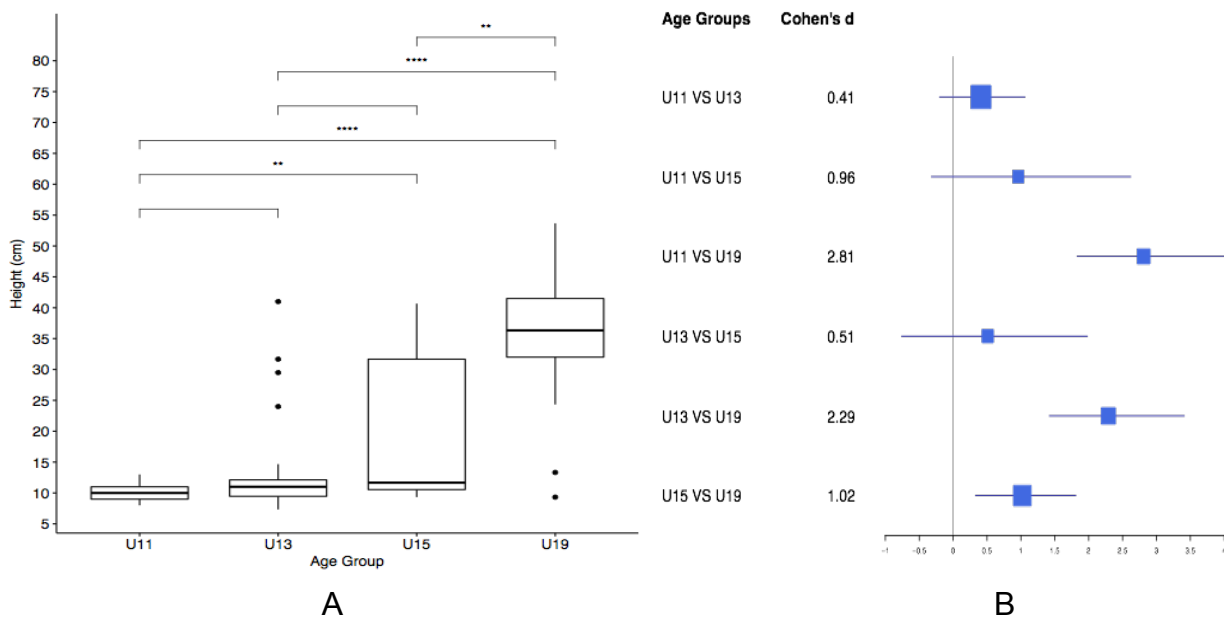 **
80
****
75
70
****
65
**
60
55
50
45
40
35
30
25
20
15
10
5
Height (cm)
U11 U13 U15 U19
Age Group
A
Age Groups Cohen's d
U11 VS U13 0.41
U11 VS U15 0.96
U11 VS U19 2.81
U13 VS U15 0.51
U13 VS U19 2.29
U15 VS U19 1.02
-1 -0.5 0 0.5 1 1.5 2 2.5 3 3.5 4
B